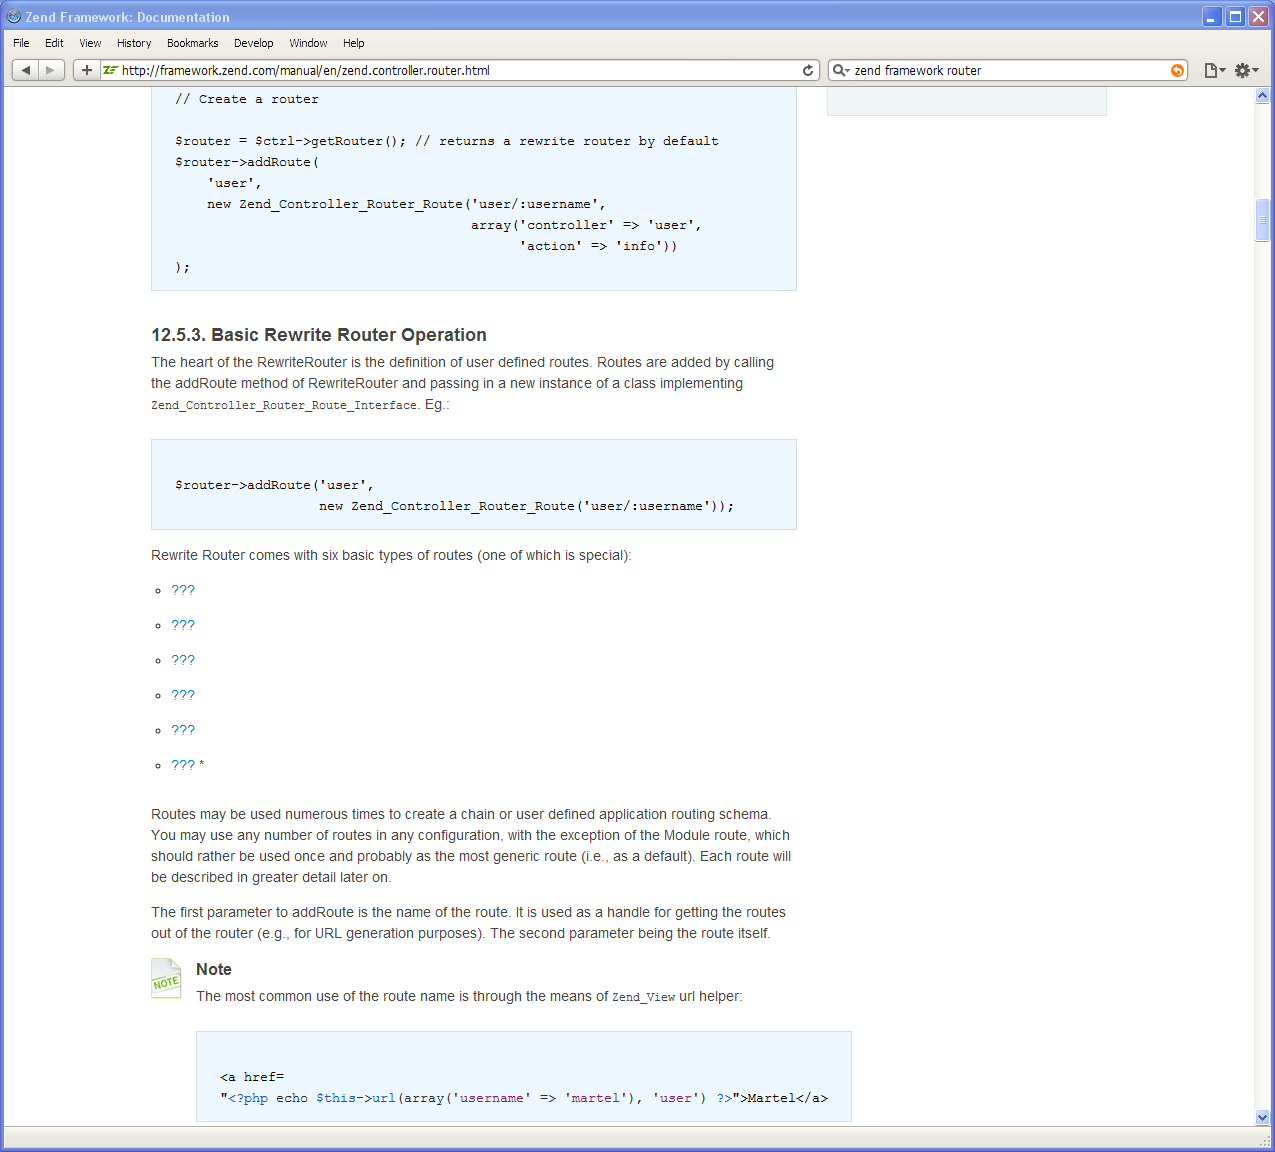 Zend Framework: Documentation
File Edit View History Bookmarks Develop Window Help
http://framework.zend.com/manual/en/zend.controller.router.html
zend framework router
// Create a router
$router = $ctrl->getRouter(); // returns a rewrite router by default
$router->addRoute(
'user',
new Zend_Controller_Router_Route('user/:username',
array('controller' => 'user',
'action' => 'info'))
);
12.5.3. Basic Rewrite Router Operation
The heart of the RewriteRouter is the definition of user defined routes. Routes are added by calling
the addRoute method of RewriteRouter and passing in a new instance of a class implementing
Zend_Controller_Router_Route_Interface. Eg.:
$router->addRoute('user',
new Zend_Controller_Router_Route('user/:username'));
Rewrite Router comes with six basic types of routes (one of which is special):
???
???
???
???
???
??? *
Routes may be used numerous times to create a chain or user defined application routing schema.
You may use any number of routes in any configuration, with the exception of the Module route, which
should rather be used once and probably as the most generic route (i.e., as a default). Each route will
be described in greater detail later on.
The first parameter to addRoute is the name of the route. It is used as a handle for getting the routes
out of the router (e.g., for URL generation purposes). The second parameter being the route itself.
NOTE
Note
The most common use of the route name is through the means of Zend_View url helper:
<a href=
"<?php echo $this->url(array('username' => 'martel'), 'user') ?>">Martel</a>